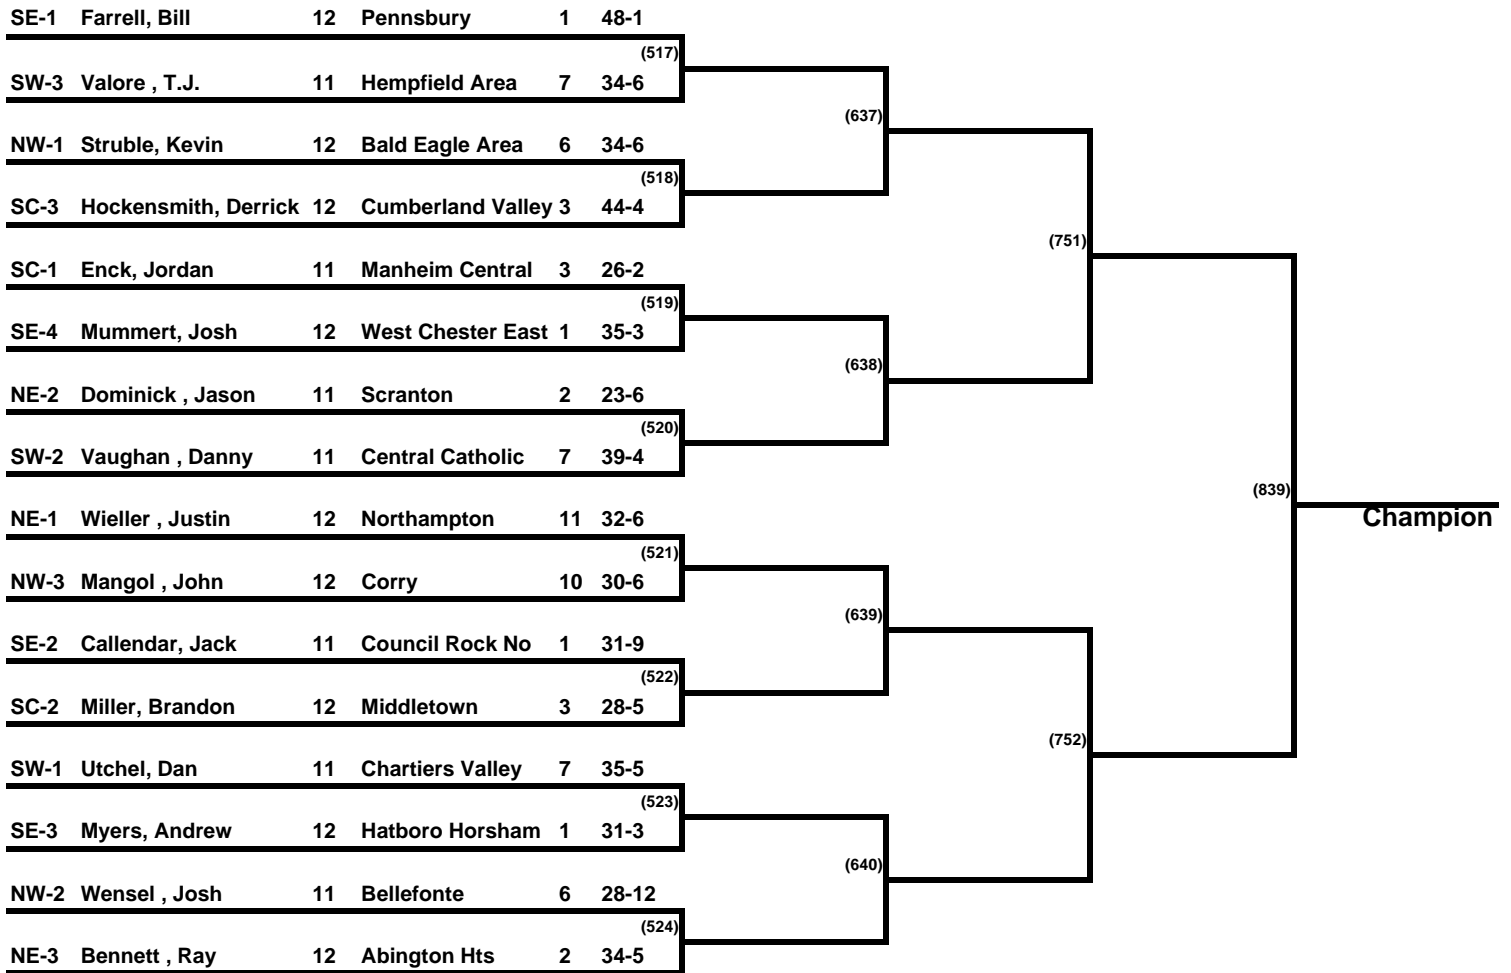 SE-1 Farrell, Bill 12 Pennsbury 1 48-1
(517)
SW-3 Valore , T.J. 11 Hempfield Area 7 34-6
(637)
NW-1 Struble, Kevin 12 Bald Eagle Area 6 34-6
(518)
SC-3 Hockensmith, Derrick 12 Cumberland Valley 3 44-4
(751)
SC-1 Enck, Jordan 11 Manheim Central 3 26-2
(519)
SE-4 Mummert, Josh 12 West Chester East 1 35-3
(638)
NE-2 Dominick , Jason 11 Scranton 2 23-6
(520)
SW-2 Vaughan , Danny 11 Central Catholic 7 39-4
(839)
NE-1 Wieller , Justin 12 Northampton 11 32-6
Champion
(521)
NW-3 Mangol , John 12 Corry 10 30-6
(639)
SE-2 Callendar, Jack 11 Council Rock No 1 31-9
(522)
SC-2 Miller, Brandon 12 Middletown 3 28-5
(752)
SW-1 Utchel, Dan 11 Chartiers Valley 7 35-5
(523)
SE-3 Myers, Andrew 12 Hatboro Horsham 1 31-3
(640)
NW-2 Wensel , Josh 11 Bellefonte 6 28-12
(524)
NE-3 Bennett , Ray 12 Abington Hts 2 34-5